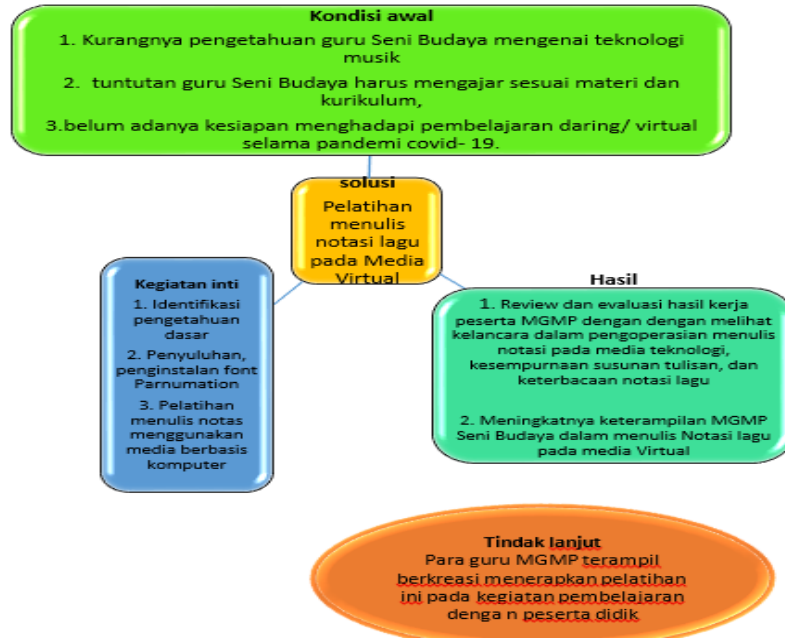 Kondisi awal
1. Kurangnya pengetahuan guru Seni Budaya mengenai teknologi
musik
2. tuntutan guru Seni Budaya harus mengajar sesuai materi dan
kurikulum,
3.belum adanya kesiapan menghadapi pembelajaran daring/ virtual
selama pandemi covid- 19.
solusi
Pelatihan
menulis
notasi lagu
pada Media
Virtual
Kegiatan inti
1. Identifikasi
pengetahuan
dasar
2. Penyuluhan,
penginstalan font
Parnumation
3. Pelatihan
menulis notas
menggunakan
media berbasis
komputer
Hasil
1. Review dan evaluasi hasil kerja
peserta MGMP dengan dengan melihat
kelancara dalam pengoperasian menulis
notasi pada media teknologi,
kesempurnaan susunan tulisan, dan
keterbacaan notasi lagu
2. Meningkatnya keterampilan MGMP
Seni Budaya dalam menulis Notasi lagu
pada media Virtual
Tindak lanjut
Para guru MGMP terampil
berkreasi menerapkan pelatihan
ini pada kegiatan pembelajaran
denga n peserta didik